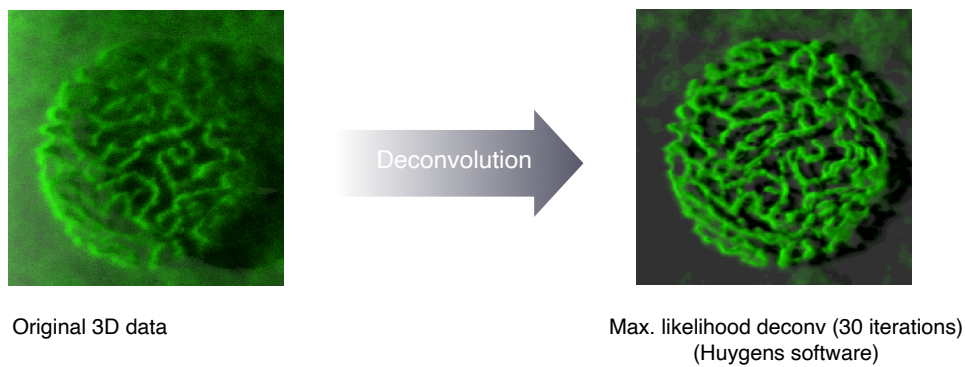 Deconvolution
Original 3D data
Max. likelihood deconv (30 iterations)
(Huygens software)